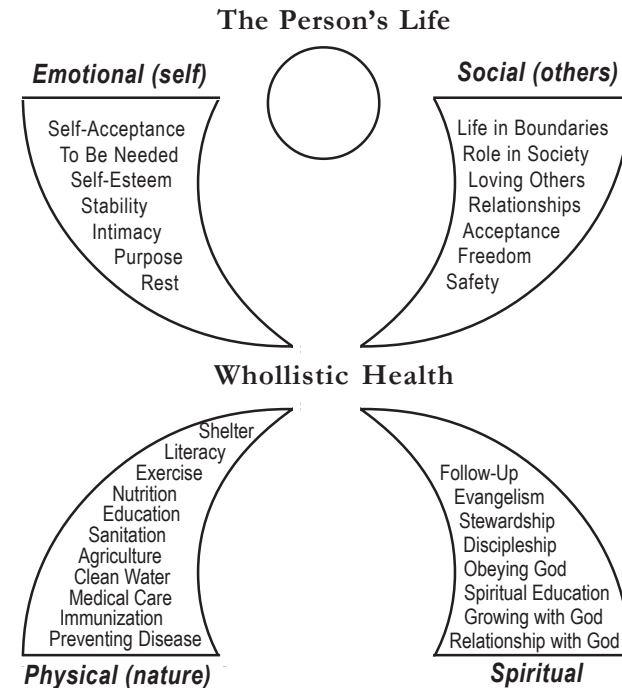 The Person's Life
Emotional (self)
Self-Acceptance
To Be Needed
Self-Esteem
Stability
Intimacy
Purpose
Rest
Social (others)
Life in Boundaries
Role in Society
Loving Others
Relationships
Acceptance
Freedom
Safety
Whollistic Health
Shelter
Literacy
Exercise
Nutrition
Education
Sanitation
Agriculture
Clean Water
Medical Care
Immunization
Preventing Disease
Physical (nature)
Follow-Up
Evangelism
Stewardship
Discipleship
Obeying God
Spiritual Education
Growing with God
Relationship with God
Spiritual